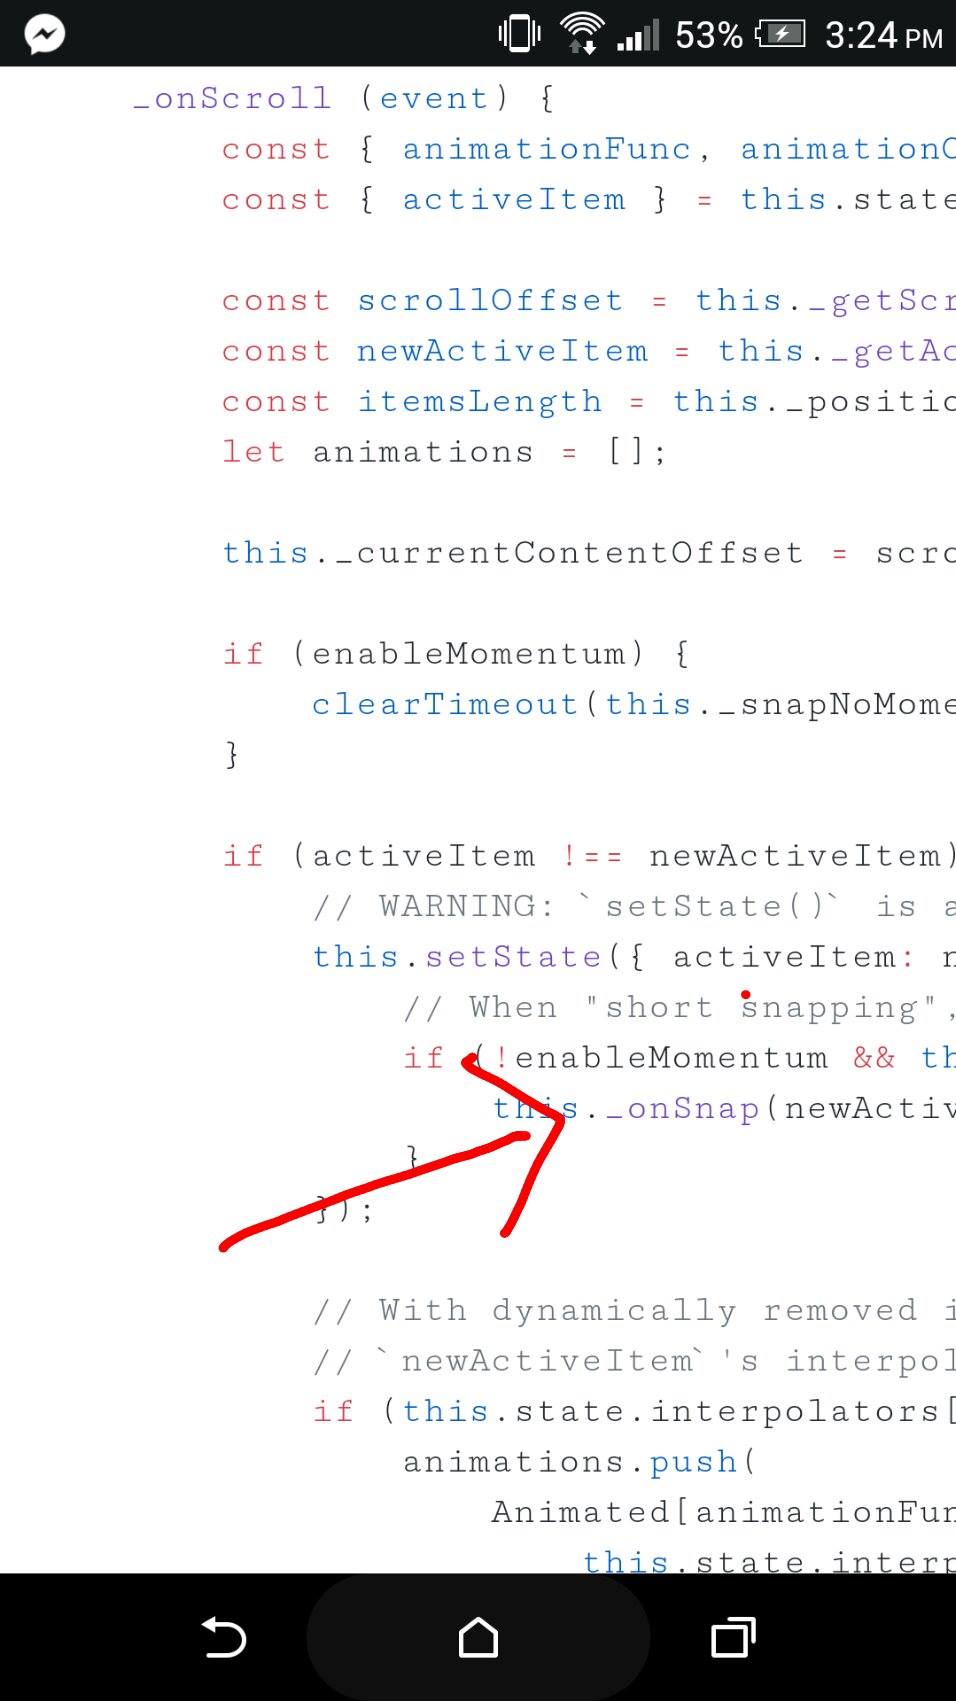 53% 3:24 PM
_onScroll (event) {
const { animationFunc, animationO
const { activeItem } = this.state
const scrollOffset = this._getScr
const newActiveItem = this._getAc
const itemsLength = this._positio
let animations = [];
this._currentContentOffset = scro
if (enableMomentum) {
clearTimeout(this._snapNoMome
}
if (activeItem !== newActiveItem)
// WARNING: `setState()` is a
this.setState({ activeItem: n
// When "short snapping",
if (!enableMomentum && th
this._onSnap(newActiv
}
});
// With dynamically removed i
// `newActiveItem`'s interpol
if (this.state.interpolators[
animations.push(
Animated[animationFun
this.state.interp